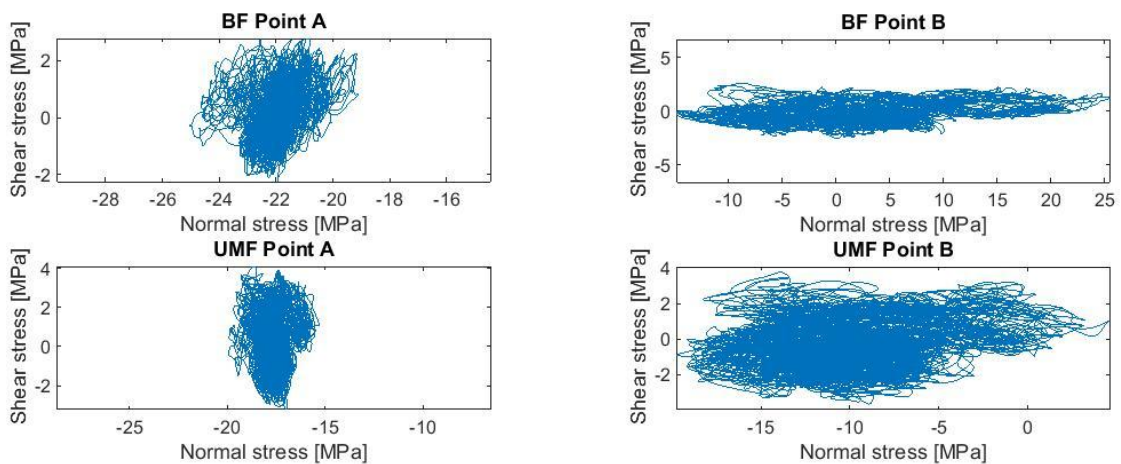 BF Point A
Shear stress [MPa]
2
0
-2
-28 -26 -24 -22 -20 -18 -16
Normal stress [MPa]
BF Point B
Shear stress [MPa]
5
0
-5
-10 -5 0 5 10 15 20 25
Normal stress [MPa]
UMF Point A
Shear stress [MPa]
4
2
0
-2
-25 -20 -15 -10
Normal stress [MPa]
UMF Point B
Shear stress [MPa]
4
2
0
-2
-15 -10 -5 0
Normal stress [MPa]